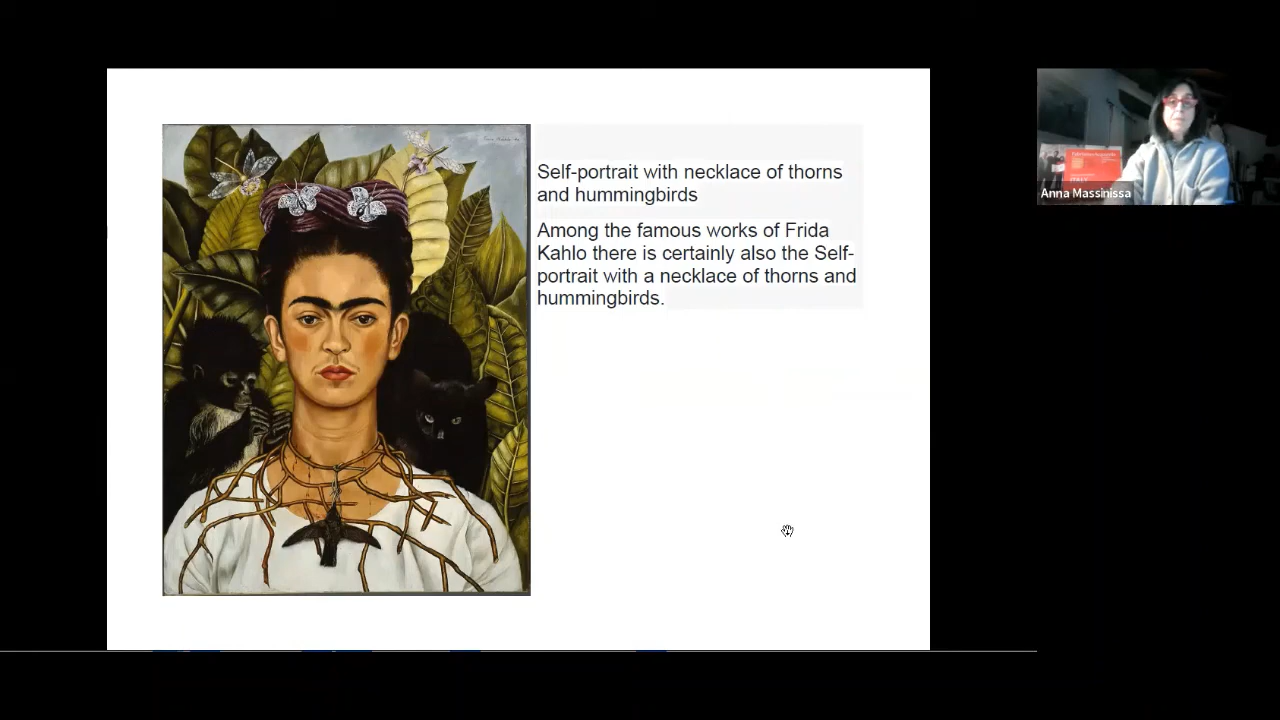 Self-portrait with necklace of thorns
and hummingbirds
Among the famous works of Frida
Kahlo there is certainly also the Self-
portrait with a necklace of thorns and
hummingbirds.
Anna Massinissa
ITALY